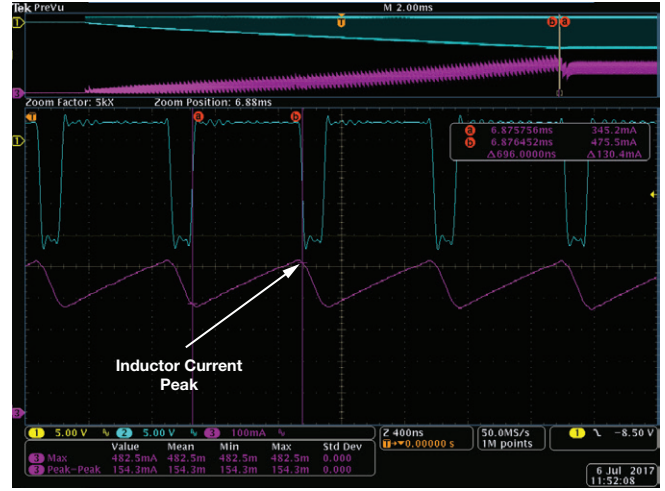 Tek PreVu M 2.00ms
1
T
b a
3
Zoom Factor: 5kX Zoom Position: 6.88ms
T
a b
a 6.875756ms 345.2mA
b 6.876452ms 475.5mA
Δ696.0000ns Δ130.4mA
1
Inductor Current
Peak
3
1 5.00 V 2 5.00 V 3 100mA
Z 400ns
T→▼0.00000 s
50.0MS/s
1M points
1 -8.50 V
Value Mean Min Max Std Dev
3 Max 482.5mA 482.5m 482.5m 482.5m 0.000
3 Peak-Peak 154.3mA 154.3m 154.3m 154.3m 0.000
6 Jul 2017
11:52:08